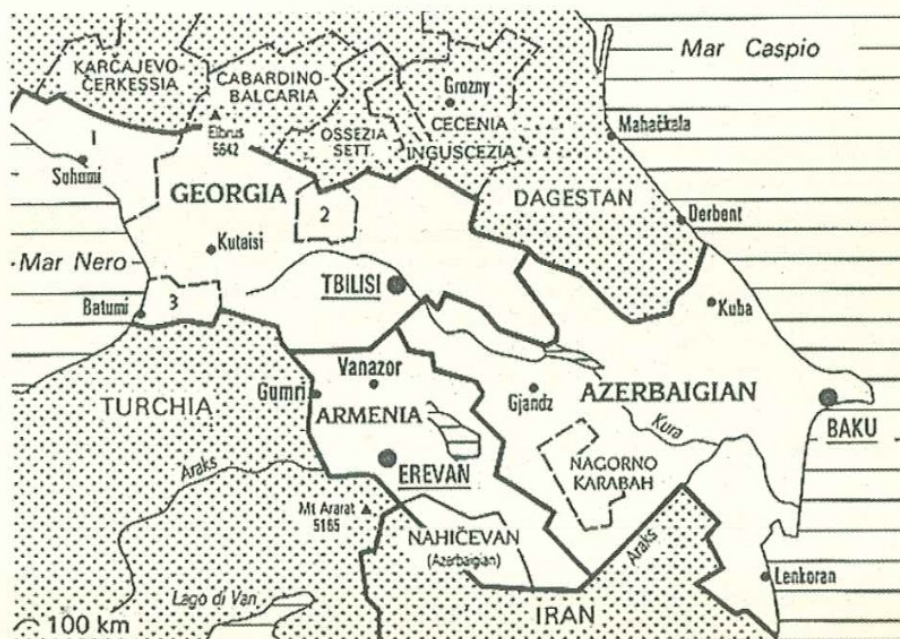 Mar Caspio
KARČAJEVO-
ČERKESSIA
CABARDINO-
BALCARIA
Grozny
Elbrus
5642
OSSEZIA
SETT.
CECENIA
INGUSCEZIA
Mahačkala
1
Suhumi
GEORGIA
2
DAGESTAN
Derbent
Kutaisi
Mar Nero
TBILISI
3
Batumi
Kuba
Vanazor
Gumri
TURCHIA
ARMENIA
Gjandz
AZERBAIGIAN
Kura
BAKU
Araks
EREVAN
NAGORNO
KARABAH
Mt Ararat
5165
NAHIČEVAN
(Azerbaigian)
Araks
Lenkoran
Lago di Van
IRAN
100 km